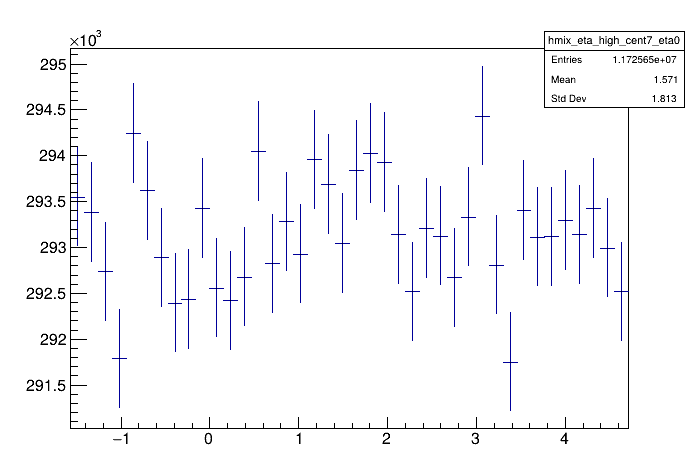 ×10³
hmix_eta_high_cent7_eta0
Entries 1.172565e+07
Mean 1.571
Std Dev 1.813
295
294.5
294
293.5
293
292.5
292
291.5
−1 0 1 2 3 4